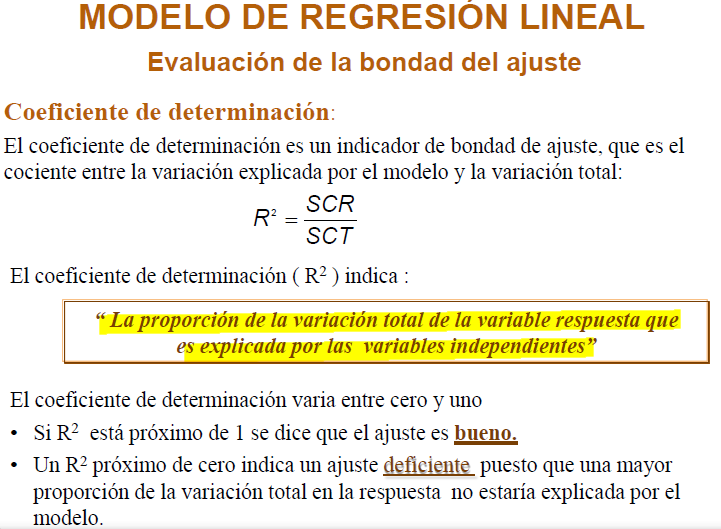 MODELO DE REGRESIÓN LINEAL
Evaluación de la bondad del ajuste
Coeficiente de determinación:
El coeficiente de determinación es un indicador de bondad de ajuste, que es el
cociente entre la variación explicada por el modelo y la variación total:
R² = SCR / SCT
El coeficiente de determinación ( R² ) indica :
“ La proporción de la variación total de la variable respuesta que
es explicada por las variables independientes”
El coeficiente de determinación varia entre cero y uno
• Si R² está próximo de 1 se dice que el ajuste es bueno.
• Un R² próximo de cero indica un ajuste deficiente puesto que una mayor
proporción de la variación total en la respuesta no estaría explicada por el
modelo.